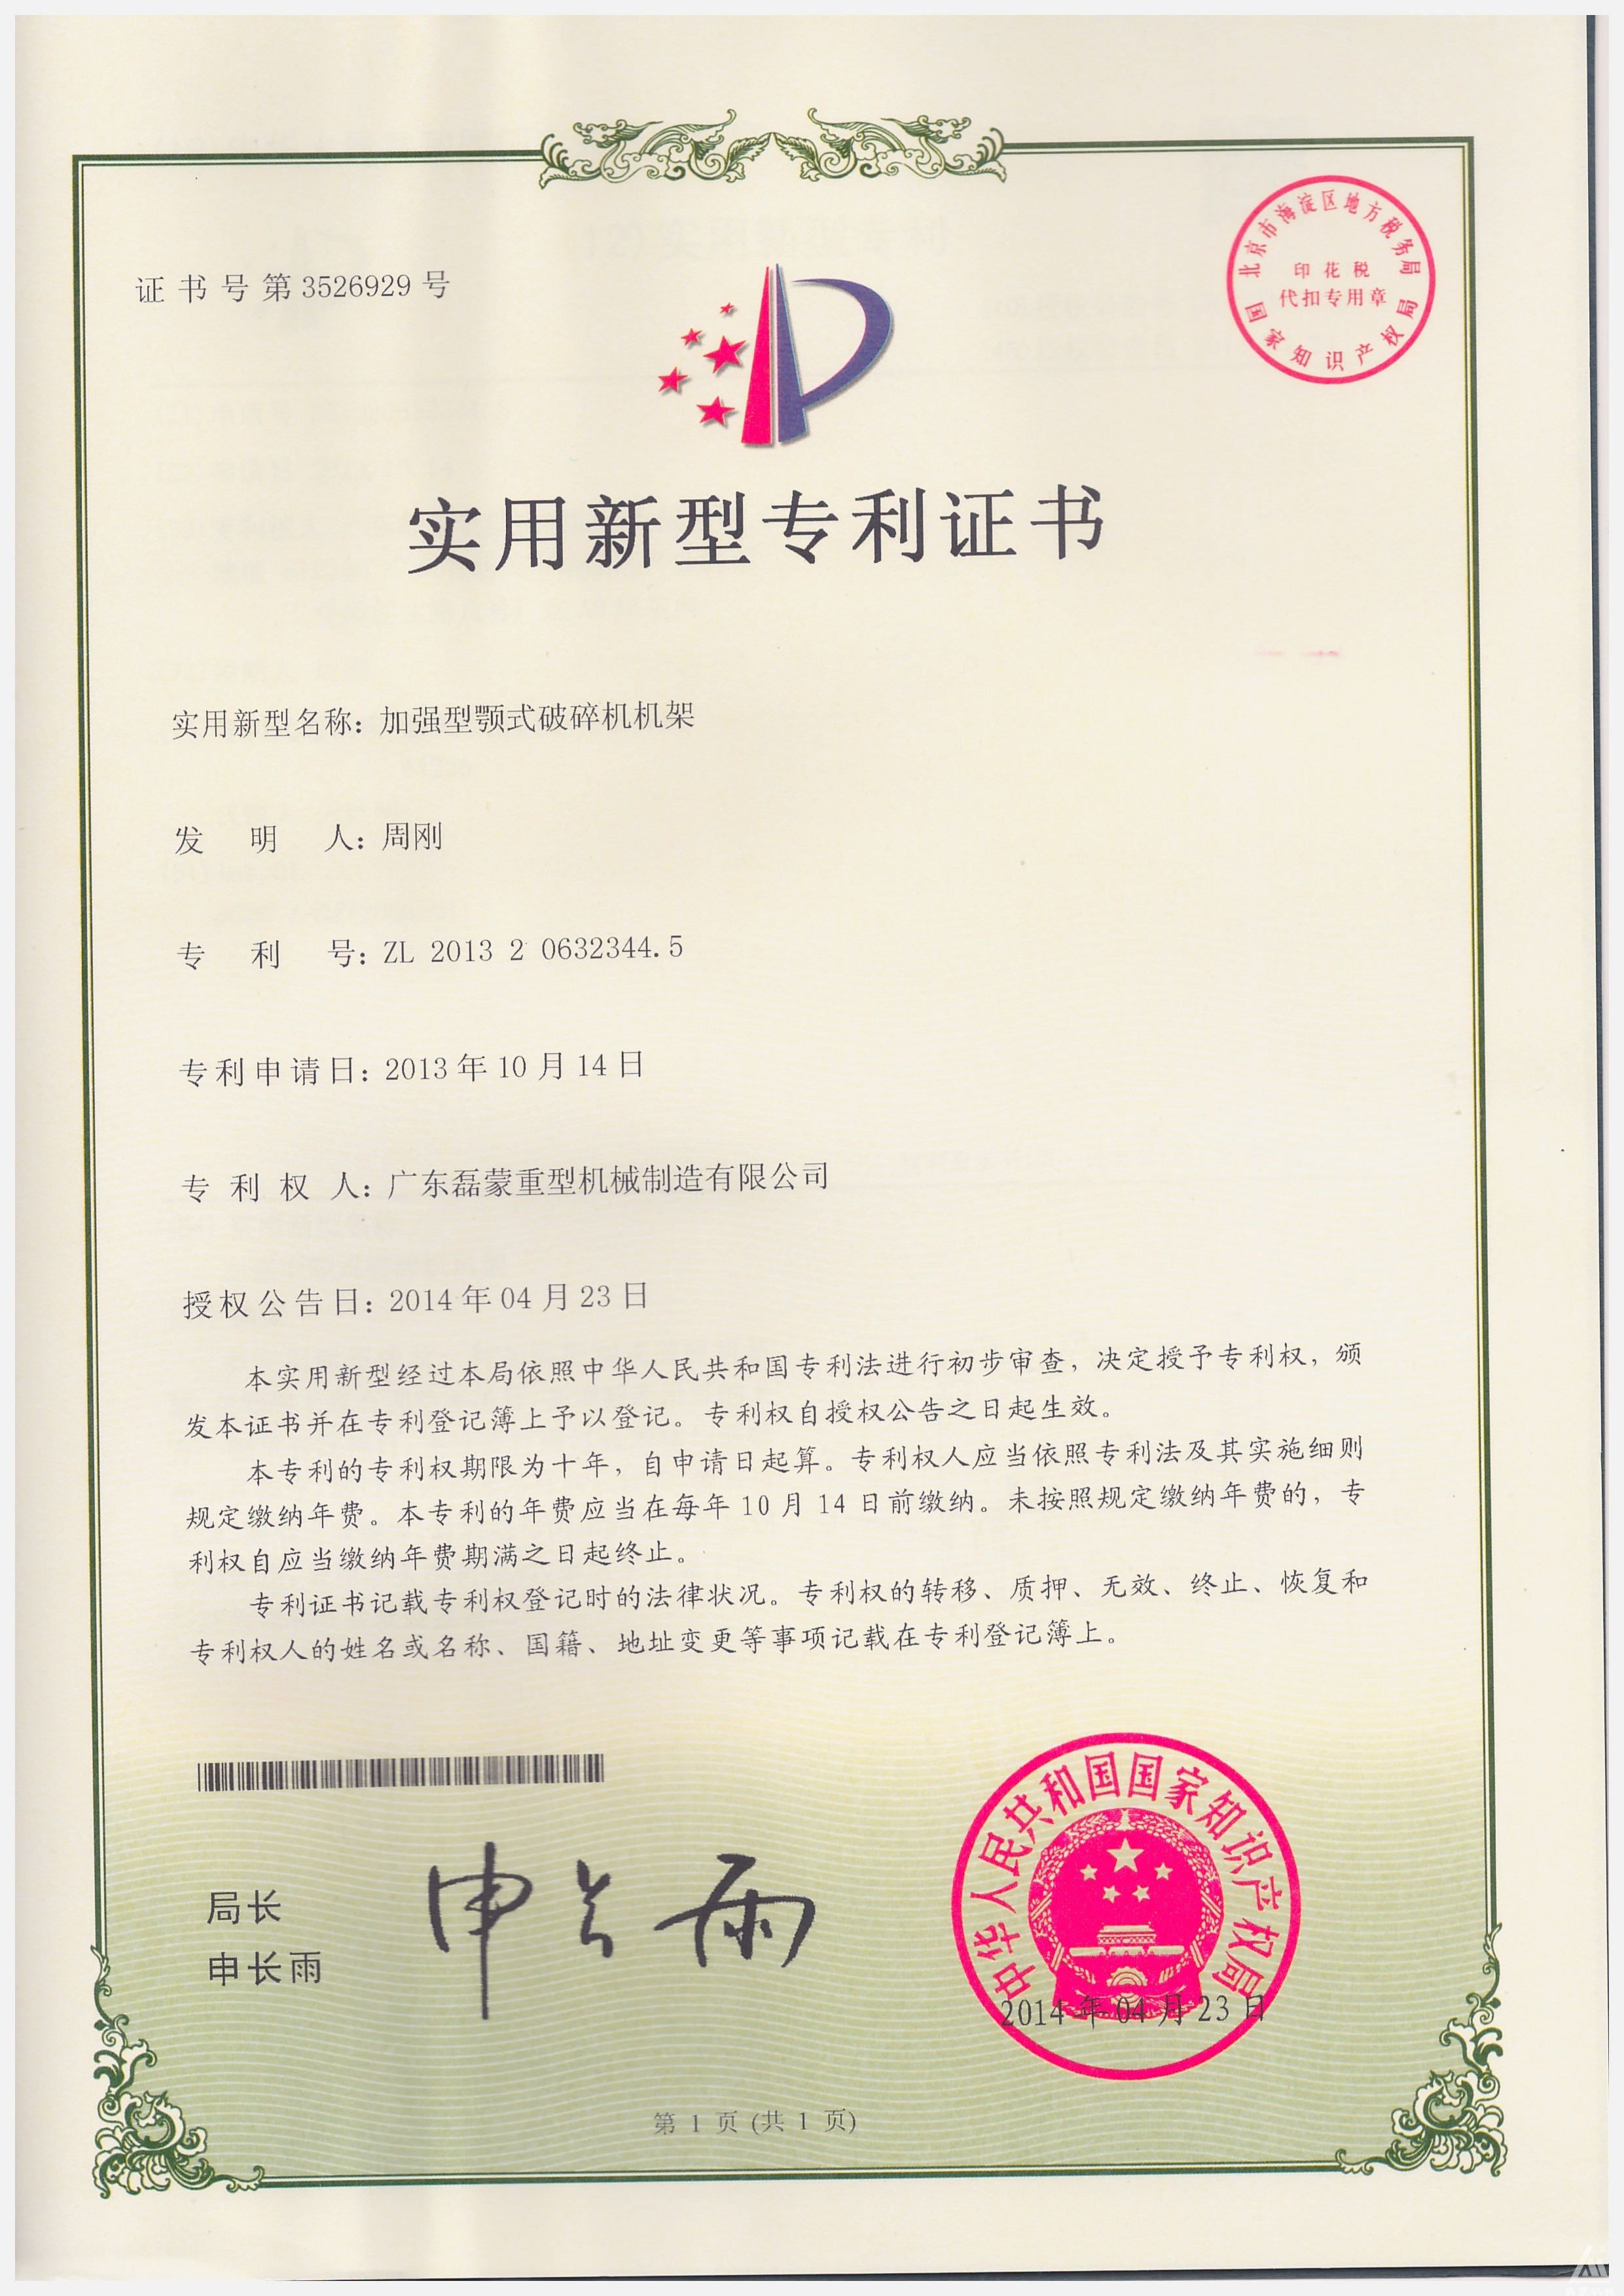 证书号第3526929号
北京市海淀区地方税务局
印花税
代扣专用章
国家知识产权局
实用新型专利证书
实用新型名称：加强型颚式破碎机机架
发明人：周刚
专利号：ZL 2013 2 0632344.5
专利申请日：2013年10月14日
专利权人：广东磊蒙重型机械制造有限公司
授权公告日：2014年04月23日
本实用新型经过本局依照中华人民共和国专利法进行初步审查，决定授予专利权，颁
发本证书并在专利登记簿上予以登记。专利权自授权公告之日起生效。
本专利的专利权期限为十年，自申请日起算。专利权人应当依照专利法及其实施细则
规定缴纳年费。本专利的年费应当在每年10月14日前缴纳。未按照规定缴纳年费的，专
利权自应当缴纳年费期满之日起终止。
专利证书记载专利权登记时的法律状况。专利权的转移、质押、无效、终止、恢复和
专利权人的姓名或名称、国籍、地址变更等事项记载在专利登记簿上。
局长
申长雨
申长雨
中华人民共和国国家知识产权局
2014年04月23日
第 1 页 (共 1 页)